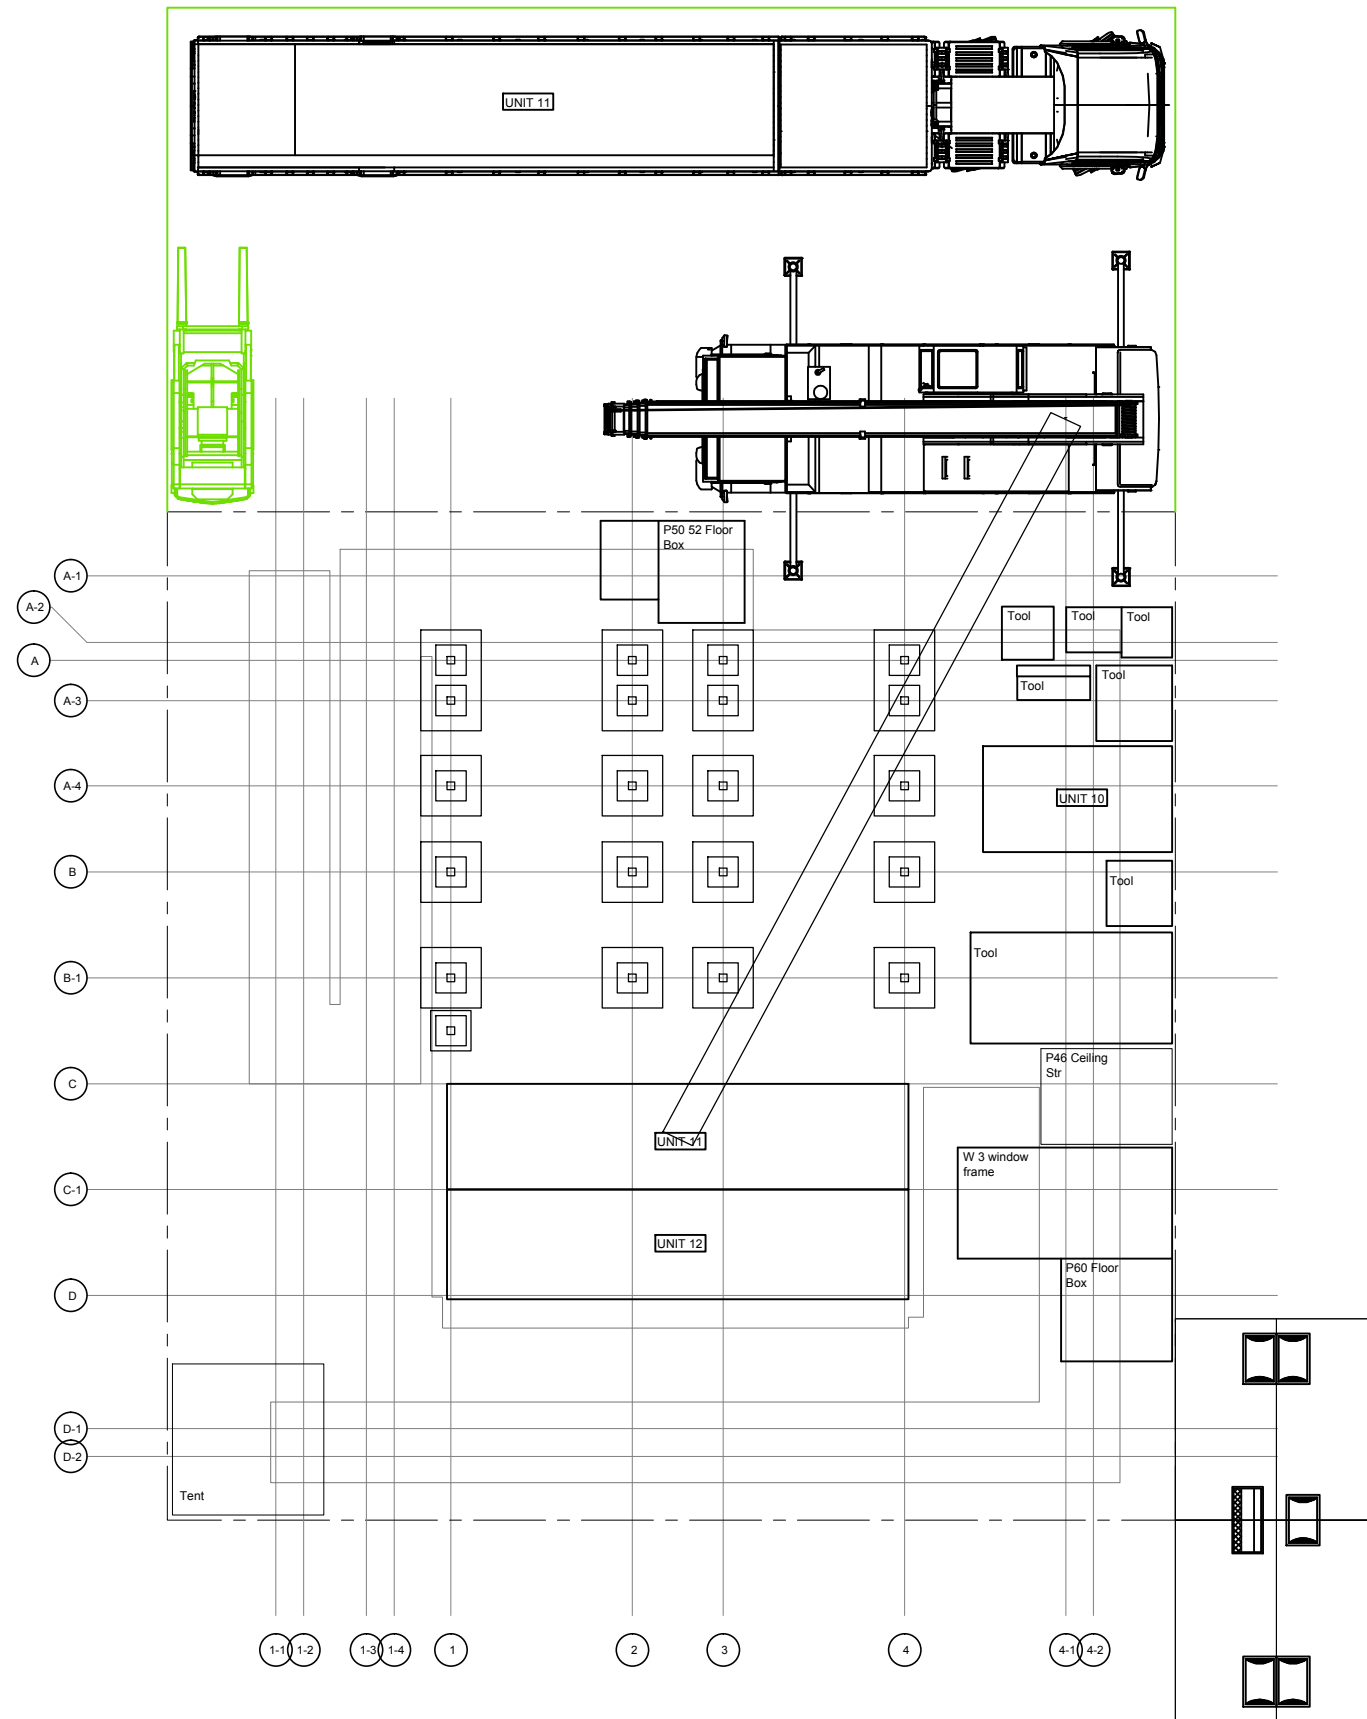 UNIT 11
P50 52 Floor
Box
A-1
A-2
A
A-3
A-4
B
B-1
C
C-1
D
D-1
D-2
Tool
Tool
Tool
Tool
Tool
UNIT 10
Tool
Tool
P46 Ceiling
Str
UNIT 11
W 3 window
frame
UNIT 12
P60 Floor
Box
Tent
1-1
1-2
1-3
1-4
1
2
3
4
4-1
4-2